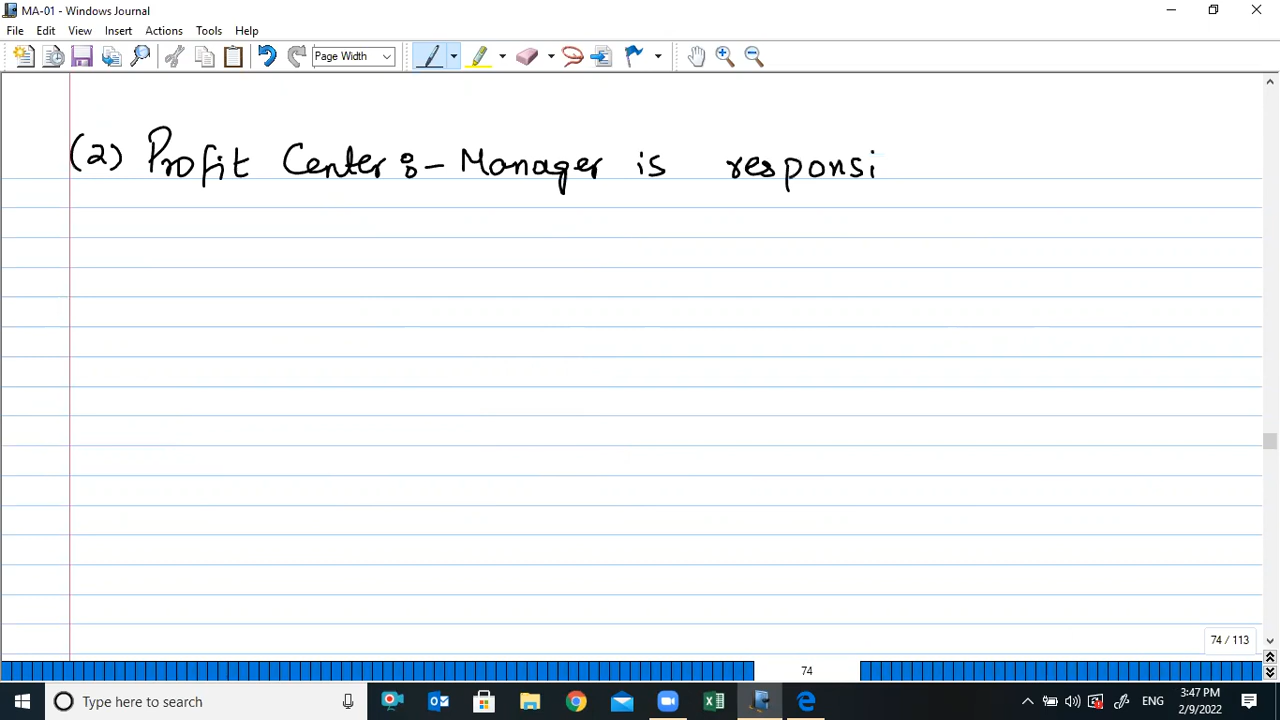 MA-01 - Windows Journal
File Edit View Insert Actions Tools Help
Page Width
(2) Profit Center :- Manager is responsi
74 / 113
74
Type here to search
ENG
3:47 PM
2/9/2022